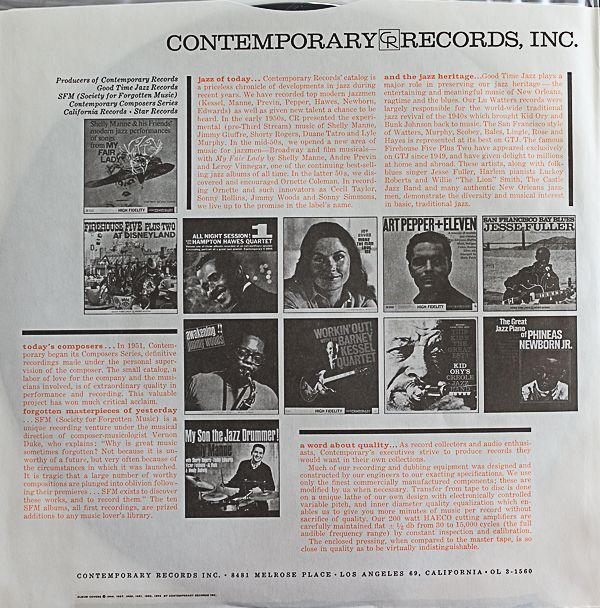 CONTEMPORARY CR RECORDS, INC.
Producers of Contemporary Records
Good Time Jazz Records
SFM (Society for Forgotten Music)
Contemporary Composers Series
California Records • Star Records
jazz of today... Contemporary Records' catalog is
a priceless chronicle of developments in jazz during
recent years. We have recorded top modern jazzmen
(Kessel, Manne, Previn, Pepper, Hawes, Newborn,
Edwards) as well as given new talent a chance to be
heard. In the early 1950s, CR presented the experi-
mental (pre-Third Stream) music of Shelly Manne,
Jimmy Giuffre, Shorty Rogers, Duane Tatro and Lyle
Murphy. In the mid-50s, we opened a new area of
music for jazzmen—Broadway and film musicals—
with My Fair Lady by Shelly Manne, Andre Previn
and Leroy Vinnegar, one of the continuing best-sell-
ing jazz albums of all time. In the latter 50s, we dis-
covered and encouraged Ornette Coleman. In record-
ing Ornette and such innovators as Cecil Taylor,
Sonny Rollins, Jimmy Woods and Sonny Simmons,
we live up to the promise in the label's name.
and the jazz heritage...Good Time Jazz plays a
major role in preserving our jazz heritage—the
entertaining and meaningful music of New Orleans,
ragtime and the blues. Our Lu Watters records were
largely responsible for the world-wide traditional
jazz revival of the 1940s which brought Kid Ory and
Bunk Johnson back to music. The San Francisco style
of Watters, Murphy, Scobey, Bales, Lingle, Rose and
Hayes is represented at its best on GTJ. The famous
Firehouse Five Plus Two have appeared exclusively
on GTJ since 1949, and have given delight to millions
at home and abroad. These artists, along with folk-
blues singer Jesse Fuller, Harlem pianists Luckey
Roberts and Willie "The Lion" Smith, The Castle
Jazz Band and many authentic New Orleans jazz-
men, demonstrate the diversity and musical interest
in basic, traditional jazz.
Shelly Manne & his Friends
modern jazz performances
of songs
from MY
FAIR
LADY
HIGH FIDELITY
FIREHOUSE FIVE PLUS TWO
AT DISNEYLAND
ALL NIGHT SESSION! 1
THE HAMPTON HAWES QUARTET
ART PEPPER + ELEVEN
HIGH FIDELITY
SAN FRANCISCO BAY BLUES
JESSE FULLER
awakening!!
jimmy woods
WORKIN' OUT!
BARNEY
KESSEL
QUARTET
KID
ORY'S
CREOLE
JAZZ
The Great
Jazz Piano
of PHINEAS
NEWBORN JR.
My Son the Jazz Drummer!
today's composers... In 1951, Contem-
porary began its Composers Series, definitive
recordings made under the personal super-
vision of the composer. The small catalog, a
labor of love for the company and the musi-
cians involved, is of extraordinary quality in
performance and recording. This valuable
project has won much critical acclaim.
forgotten masterpieces of yesterday
... SFM (Society for Forgotten Music) is a
unique recording venture under the musical
direction of composer-musicologist Vernon
Duke, who explains: "Why is great music
sometimes forgotten? Not because it is un-
worthy of a future, but very often because of
the circumstances in which it was launched.
It is tragic that a large number of worthy
compositions are plunged into oblivion follow-
ing their premiers ... SFM exists to discover
these works, and to record them." The ten
SFM albums, all first recordings, are prized
additions to any music lover's library.
a word about quality...As record collectors and audio enthusi-
asts, Contemporary's executives strive to produce records they
would want in their own collections.
Much of our recording and dubbing equipment was designed and
constructed by our engineers to our exacting specifications. We use
only the finest commercially manufactured components; these are
modified by us when necessary. Transfer from tape to disc is done
on a unique lathe of our own design with electronically controlled
variable pitch, and inner diameter quality equalization which en-
ables us to give you more minutes of music per record without
sacrifice of quality. Our 200 watt HAECO cutting amplifiers are
carefully maintained flat ± ½ db from 30 to 15,000 cycles (the full
audible frequency range) by constant inspection and calibration.
The enclosed pressing, when compared to the master tape, is so
close in quality as to be virtually indistinguishable.
CONTEMPORARY RECORDS INC. • 8481 MELROSE PLACE • LOS ANGELES 69, CALIFORNIA • OL 3-1560